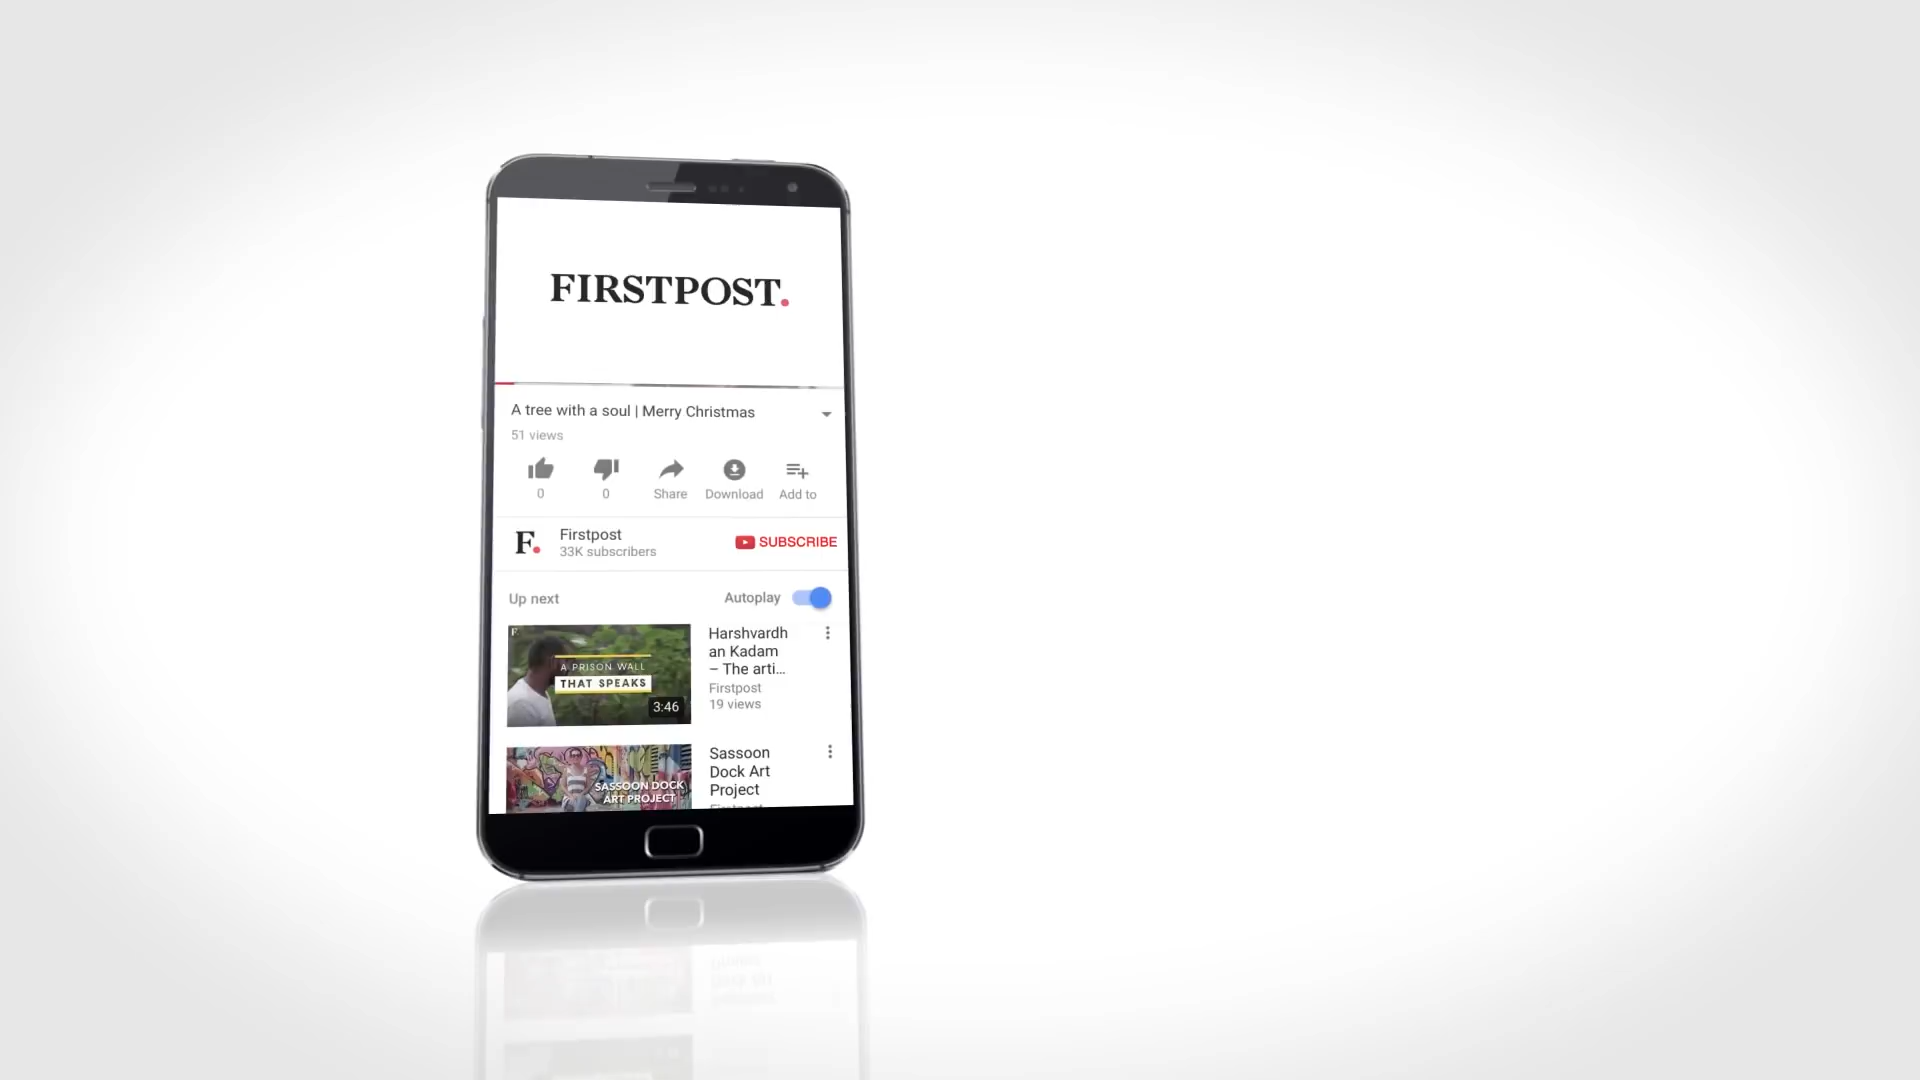 FIRSTPOST.
A tree with a soul | Merry Christmas
51 views
0
0
Share
Download
Add to
F.
Firstpost
33K subscribers
SUBSCRIBE
Up next
Autoplay
F.
A PRISON WALL
THAT SPEAKS
3:46
Harshvardh
an Kadam
– The arti...
Firstpost
19 views
SASSOON DOCK
ART PROJECT
Sassoon
Dock Art
Project
Firstpost